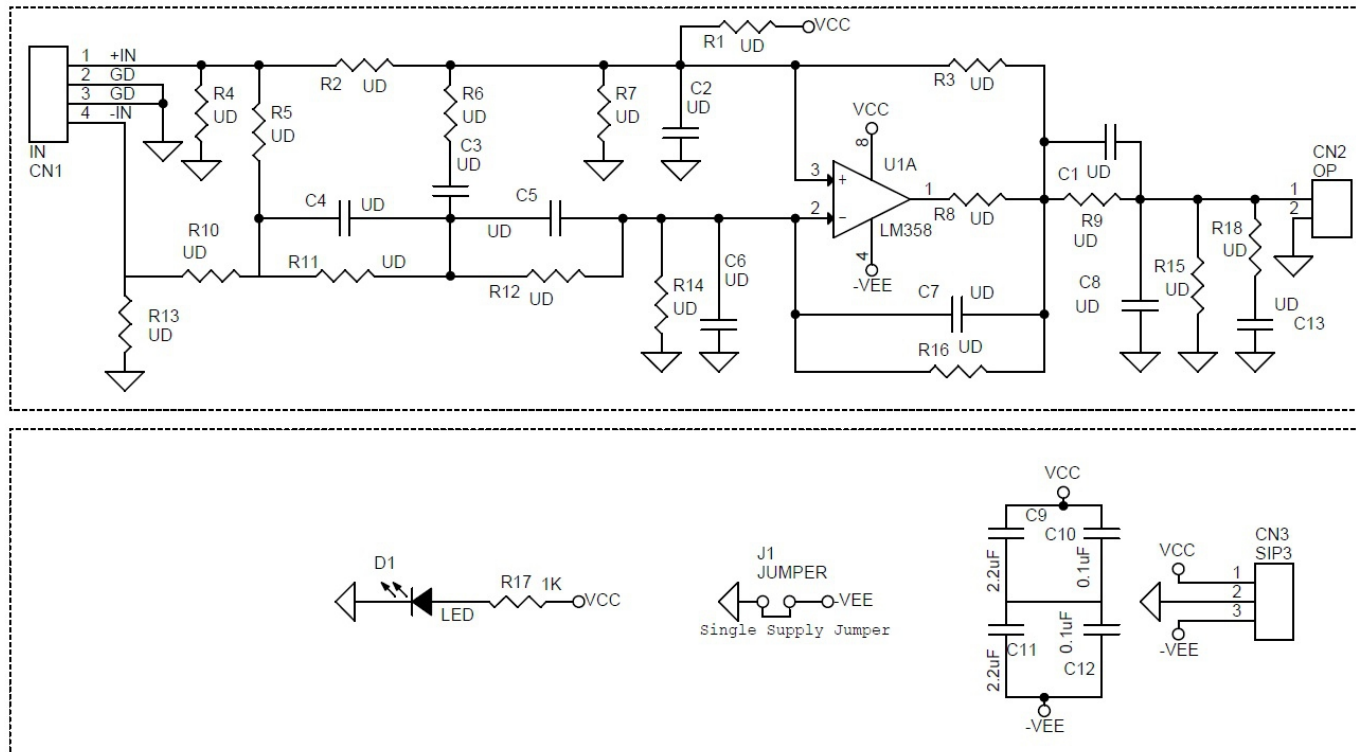 R1
UD
VCC
1 +IN
2 GD
3 GD
4 -IN
IN
CN1
R4
UD
R5
UD
R2
UD
R6
UD
C3
UD
R7
UD
C2
UD
R3
UD
VCC
8
U1A
3
+
2
-
1
LM358
4
-VEE
R8
UD
C1
UD
R9
UD
CN2
OP
1
2
R18
UD
C4
UD
C5
UD
R10
UD
R11
UD
R12
UD
R13
UD
R14
UD
C6
UD
C7
UD
R16
UD
C8
UD
R15
UD
UD
C13
D1
LED
R17
1K
VCC
J1
JUMPER
-VEE
Single Supply Jumper
VCC
C9
2.2uF
C10
0.1uF
C11
2.2uF
0.1uF
C12
-VEE
CN3
SIP3
VCC
1
2
3
-VEE